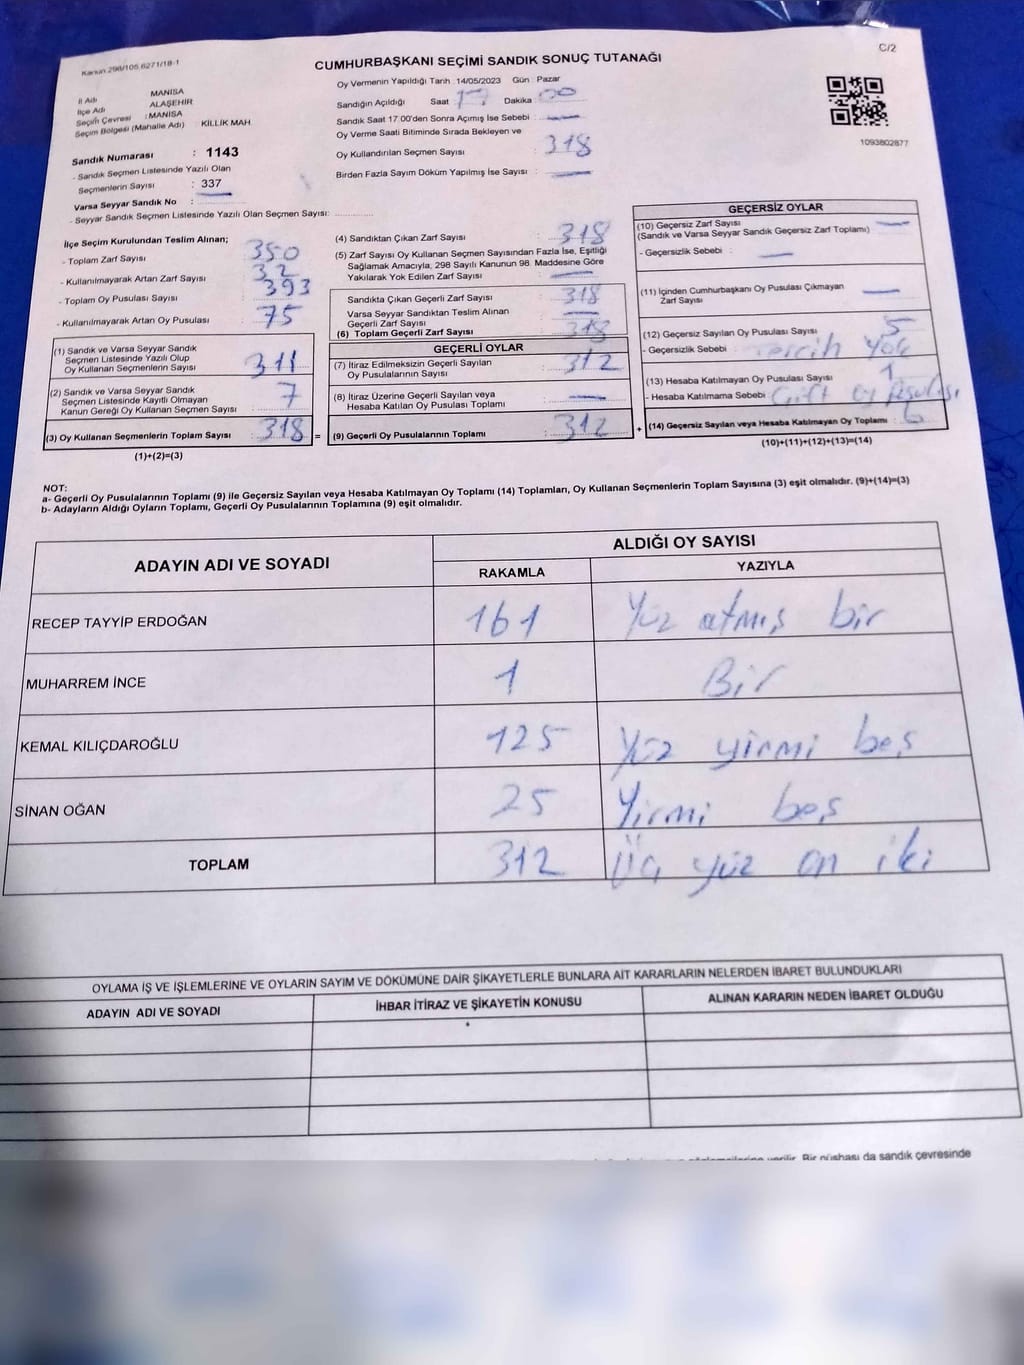 Kanun 298/105 6271/18-1
C/2
CUMHURBAŞKANI SEÇİMİ SANDIK SONUÇ TUTANAĞI
İl Adı MANİSA
İlçe Adı ALAŞEHİR
Seçim Çevresi : MANİSA
Seçim Bölgesi (Mahalle Adı) KİLLİK MAH.
Sandık Numarası : 1143
- Sandık Seçmen Listesinde Yazılı Olan
Seçmenlerin Sayısı : 337
Varsa Seyyar Sandık No :
- Seyyar Sandık Seçmen Listesinde Yazılı Olan Seçmen Sayısı:
Oy Vermenin Yapıldığı Tarih 14/05/2023 Gün Pazar
Sandığın Açıldığı Saat 17 Dakika 00
Sandık Saat 17.00'den Sonra Açımış İse Sebebi :
Oy Verme Saati Bitiminde Sırada Bekleyen ve
Oy Kullandırılan Seçmen Sayısı : 318
Birden Fazla Sayım Döküm Yapılmış İse Sayısı :
1093802877
İlçe Seçim Kurulundan Teslim Alınan;
- Toplam Zarf Sayısı : 350
- Kullanılmayarak Artan Zarf Sayısı : 32
- Toplam Oy Pusulası Sayısı : 393
- Kullanılmayarak Artan Oy Pusulası : 75
(1) Sandık ve Varsa Seyyar Sandık
Seçmen Listesinde Yazılı Olup
Oy Kullanan Seçmenlerin Sayısı : 311
(2) Sandık ve Varsa Seyyar Sandık
Seçmen Listesinde Kayıtlı Olmayan
Kanun Gereği Oy Kullanan Seçmen Sayısı : 7
(3) Oy Kullanan Seçmenlerin Toplam Sayısı : 318 =
(1)+(2)=(3)
(4) Sandıktan Çıkan Zarf Sayısı : 318
(5) Zarf Sayısı Oy Kullanan Seçmen Sayısından Fazla İse, Eşitliği
Sağlamak Amacıyla, 298 Sayılı Kanunun 98. Maddesine Göre
Yakılarak Yok Edilen Zarf Sayısı :
Sandıkta Çıkan Geçerli Zarf Sayısı : 318
Varsa Seyyar Sandıktan Teslim Alınan
Geçerli Zarf Sayısı :
(6) Toplam Geçerli Zarf Sayısı : 318
GEÇERLİ OYLAR
(7) İtiraz Edilmeksizin Geçerli Sayılan
Oy Pusulalarının Sayısı : 312
(8) İtiraz Üzerine Geçerli Sayılan veya
Hesaba Katılan Oy Pusulası Toplamı :
(9) Geçerli Oy Pusulalarının Toplamı : 312 +
GEÇERSİZ OYLAR
(10) Geçersiz Zarf Sayısı :
(Sandık ve Varsa Seyyar Sandık Geçersiz Zarf Toplamı)
- Geçersizlik Sebebi :
(11) İçinden Cumhurbaşkanı Oy Pusulası Çıkmayan
Zarf Sayısı :
(12) Geçersiz Sayılan Oy Pusulası Sayısı : 5
- Geçersizlik Sebebi : Tercih Yok
(13) Hesaba Katılmayan Oy Pusulası Sayısı : 1
- Hesaba Katılmama Sebebi : Çift oy Pusulası
(14) Geçersiz Sayılan veya Hesaba Katılmayan Oy Toplamı : 6
(10)+(11)+(12)+(13)=(14)
NOT:
a- Geçerli Oy Pusulalarının Toplamı (9) ile Geçersiz Sayılan veya Hesaba Katılmayan Oy Toplamı (14) Toplamları, Oy Kullanan Seçmenlerin Toplam Sayısına (3) eşit olmalıdır. (9)+(14)=(3)
b- Adayların Aldığı Oyların Toplamı, Geçerli Oy Pusulalarının Toplamına (9) eşit olmalıdır.
ADAYIN ADI VE SOYADI
ALDIĞI OY SAYISI
RAKAMLA YAZIYLA
RECEP TAYYİP ERDOĞAN 161 Yüz atmış bir
MUHARREM İNCE 1 Bir
KEMAL KILIÇDAROĞLU 125 Yüz yirmi beş
SİNAN OĞAN 25 Yirmi beş
TOPLAM 312 Üç yüz on iki
OYLAMA İŞ VE İŞLEMLERİNE VE OYLARIN SAYIM VE DÖKÜMÜNE DAİR ŞİKAYETLERLE BUNLARA AİT KARARLARIN NELERDEN İBARET BULUNDUKLARI
ADAYIN ADI VE SOYADI İHBAR İTİRAZ VE ŞİKAYETİN KONUSU ALINAN KARARIN NEDEN İBARET OLDUĞU
verilir. Bir nüshası da sandık çevresinde